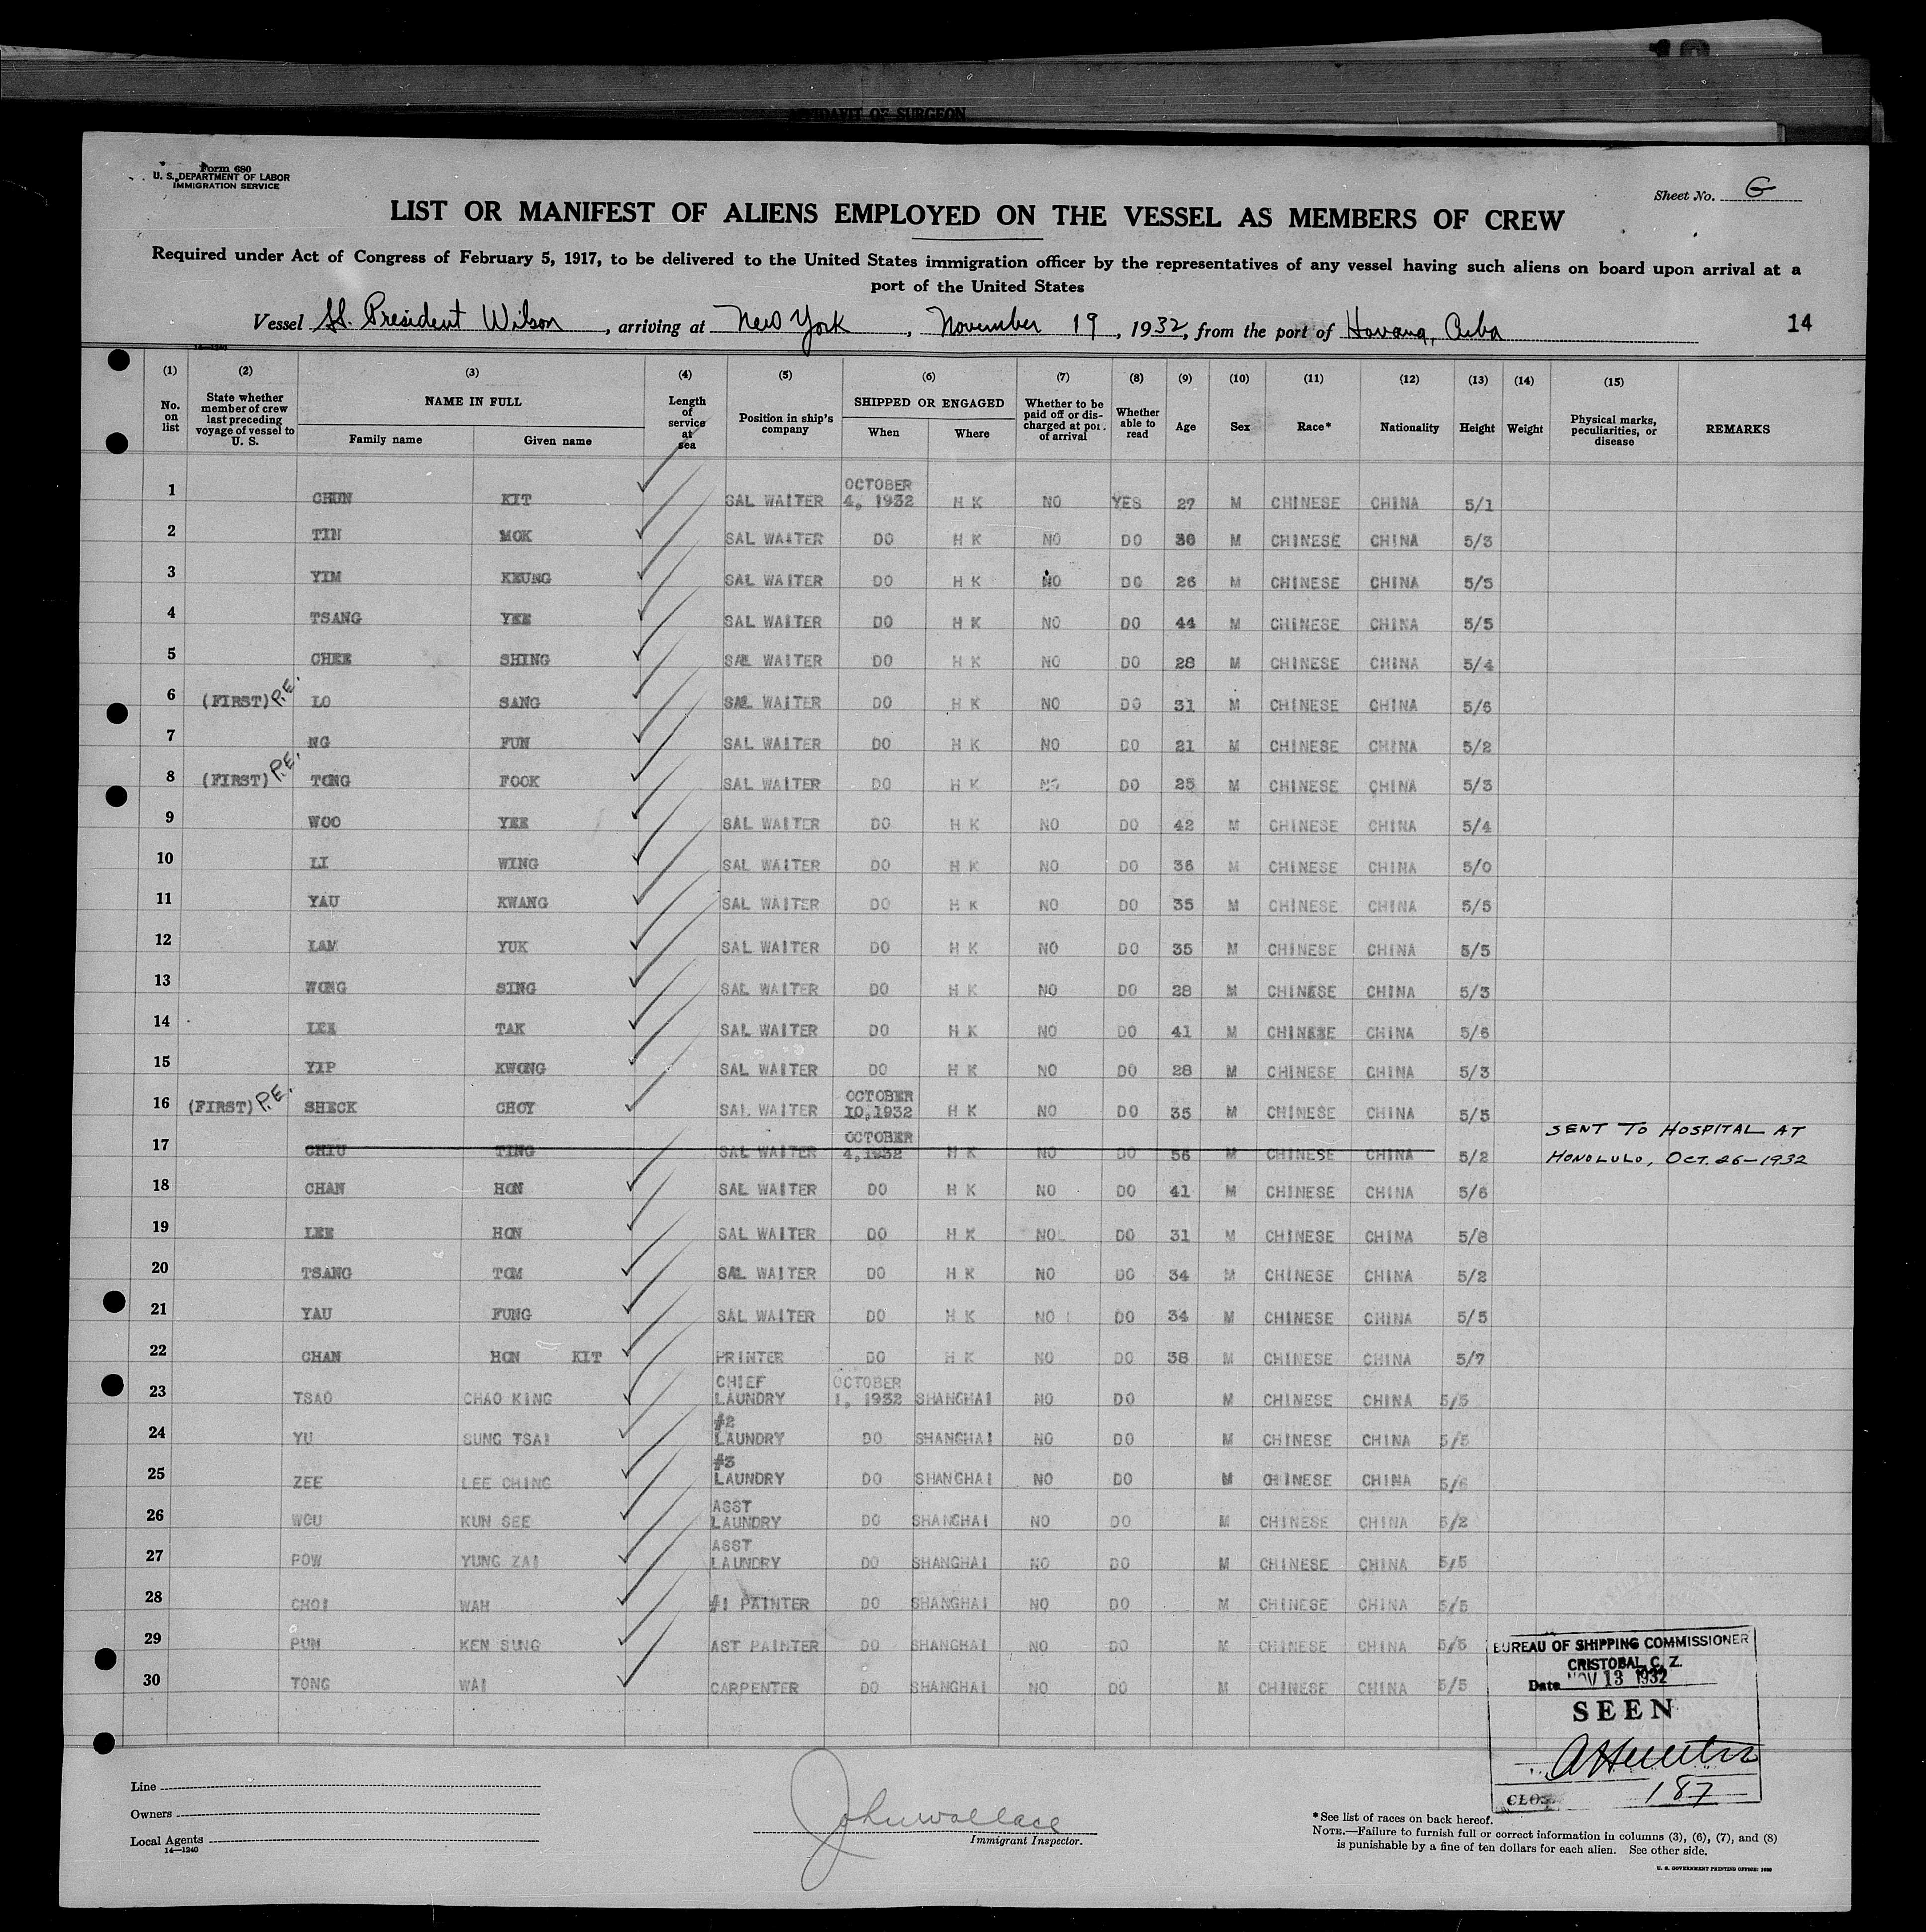 AFFIDAVIT OF SURGEON
Form 680
U. S. DEPARTMENT OF LABOR
IMMIGRATION SERVICE
Sheet No. G
LIST OR MANIFEST OF ALIENS EMPLOYED ON THE VESSEL AS MEMBERS OF CREW
Required under Act of Congress of February 5, 1917, to be delivered to the United States immigration officer by the representatives of any vessel having such aliens on board upon arrival at a
port of the United States
Vessel SS. President Wilson, arriving at New York, November 19, 1932, from the port of Havana, Cuba
14
14—1240
(1) (2) (3) (4) (5) (6) (7) (8) (9) (10) (11) (12) (13) (14) (15)
No. on list
State whether member of crew last preceding voyage of vessel to U. S.
NAME IN FULL
Family name Given name
Length of service at sea
Position in ship's company
SHIPPED OR ENGAGED
When Where
Whether to be paid off or discharged at port of arrival
Whether able to read
Age Sex Race* Nationality Height Weight
Physical marks, peculiarities, or disease
REMARKS
1 CHUN KIT SAL WAITER OCTOBER 4, 1932 H K NO YES 27 M CHINESE CHINA 5/1
2 TIN MOK SAL WAITER DO H K NO DO 30 M CHINESE CHINA 5/3
3 YIM KEUNG SAL WAITER DO H K NO DO 26 M CHINESE CHINA 5/5
4 TSANG YEE SAL WAITER DO H K NO DO 44 M CHINESE CHINA 5/5
5 CHEE SHING SAL WAITER DO H K NO DO 28 M CHINESE CHINA 5/4
6 (FIRST) P.E. LO SANG SAL WAITER DO H K NO DO 31 M CHINESE CHINA 5/6
7 NG FUN SAL WAITER DO H K NO DO 21 M CHINESE CHINA 5/2
8 (FIRST) P.E. TONG FOOK SAL WAITER DO H K NO DO 25 M CHINESE CHINA 5/3
9 WOO YEE SAL WAITER DO H K NO DO 42 M CHINESE CHINA 5/4
10 LI WING SAL WAITER DO H K NO DO 36 M CHINESE CHINA 5/0
11 YAU KWANG SAL WAITER DO H K NO DO 35 M CHINESE CHINA 5/5
12 LAM YUK SAL WAITER DO H K NO DO 35 M CHINESE CHINA 5/5
13 WONG SING SAL WAITER DO H K NO DO 28 M CHINESE CHINA 5/3
14 LEE TAK SAL WAITER DO H K NO DO 41 M CHINESE CHINA 5/6
15 YIP KWONG SAL WAITER DO H K NO DO 28 M CHINESE CHINA 5/3
16 (FIRST) P.E. SHECK CHOY SAL WAITER OCTOBER 10,1932 H K NO DO 35 M CHINESE CHINA 5/5
17 CHIU TING SAL WAITER OCTOBER 4,1932 H K NO DO 56 M CHINESE CHINA 5/2 SENT TO HOSPITAL AT HONOLULO, OCT. 26-1932
18 CHAN HON SAL WAITER DO H K NO DO 41 M CHINESE CHINA 5/6
19 LEE HON SAL WAITER DO H K NO DO 31 M CHINESE CHINA 5/8
20 TSANG TOM SAL WAITER DO H K NO DO 34 M CHINESE CHINA 5/2
21 YAU FUNG SAL WAITER DO H K NO DO 34 M CHINESE CHINA 5/5
22 CHAN HON KIT PRINTER DO H K NO DO 38 M CHINESE CHINA 5/7
23 TSAO CHAO KING CHIEF LAUNDRY OCTOBER 1, 1932 SHANGHAI NO DO M CHINESE CHINA 5/5
24 YU SUNG TSAI #2 LAUNDRY DO SHANGHAI NO DO M CHINESE CHINA 5/5
25 ZEE LEE CHING #3 LAUNDRY DO SHANGHAI NO DO M CHINESE CHINA 5/6
26 WOU KUN SEE ASST LAUNDRY DO SHANGHAI NO DO M CHINESE CHINA 5/2
27 POW YUNG ZAI ASST LAUNDRY DO SHANGHAI NO DO M CHINESE CHINA 5/5
28 CHOI WAH #1 PAINTER DO SHANGHAI NO DO M CHINESE CHINA 5/5
29 PUN KEN SUNG AST PAINTER DO SHANGHAI NO DO M CHINESE CHINA 5/5
30 TONG WAI CARPENTER DO SHANGHAI NO DO M CHINESE CHINA 5/5
BUREAU OF SHIPPING COMMISSIONER
CRISTOBAL, C. Z.
Date NOV 13 1932
SEEN
187
Line
Owners
Local Agents
14—1240
John Wallace
Immigrant Inspector.
*See list of races on back hereof.
NOTE.—Failure to furnish full or correct information in columns (3), (6), (7), and (8)
is punishable by a fine of ten dollars for each alien. See other side.
U. S. GOVERNMENT PRINTING OFFICE: